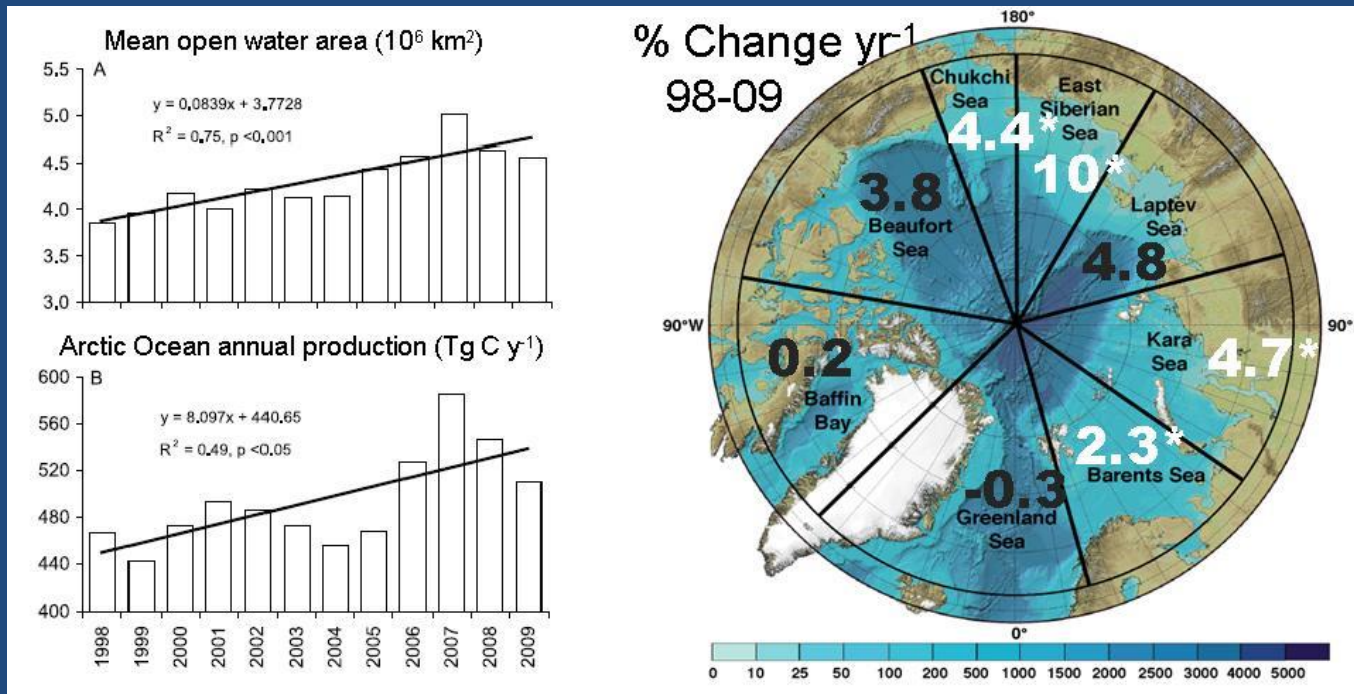 Mean open water area (10⁶ km²)
A
5.5
5.0
4.5
4.0
3.5
3.0
y = 0.0839x + 3.7728
R² = 0.75, p <0.001
Arctic Ocean annual production (Tg C y⁻¹)
B
600
560
520
480
440
400
y = 8.097x + 440.65
R² = 0.49, p <0.05
1998
1999
2000
2001
2002
2003
2004
2005
2006
2007
2008
2009
% Change yr⁻¹
98-09
180°
Chukchi
Sea
4.4*
East
Siberian
Sea
10*
3.8
Beaufort
Sea
Laptev
Sea
4.8
90°W
90°
Kara
Sea
4.7*
0.2
Baffin
Bay
2.3*
Barents Sea
-0.3
Greenland
Sea
0°
0 10 25 50 100 200 500 1000 1500 2000 2500 3000 4000 5000